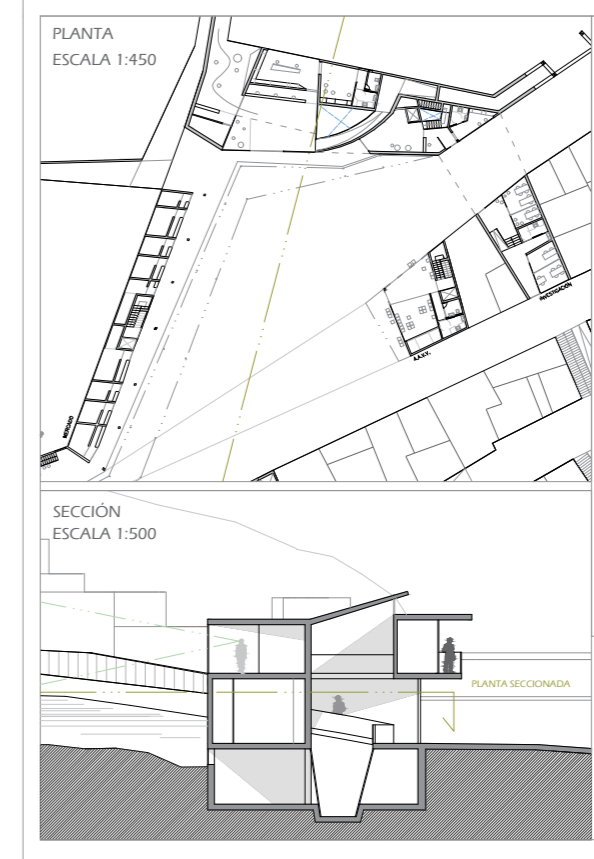 PLANTA
ESCALA 1:450
INVESTIGACIÓN
A.A.V.V.
MERCADO
SECCIÓN
ESCALA 1:500
PLANTA SECCIONADA